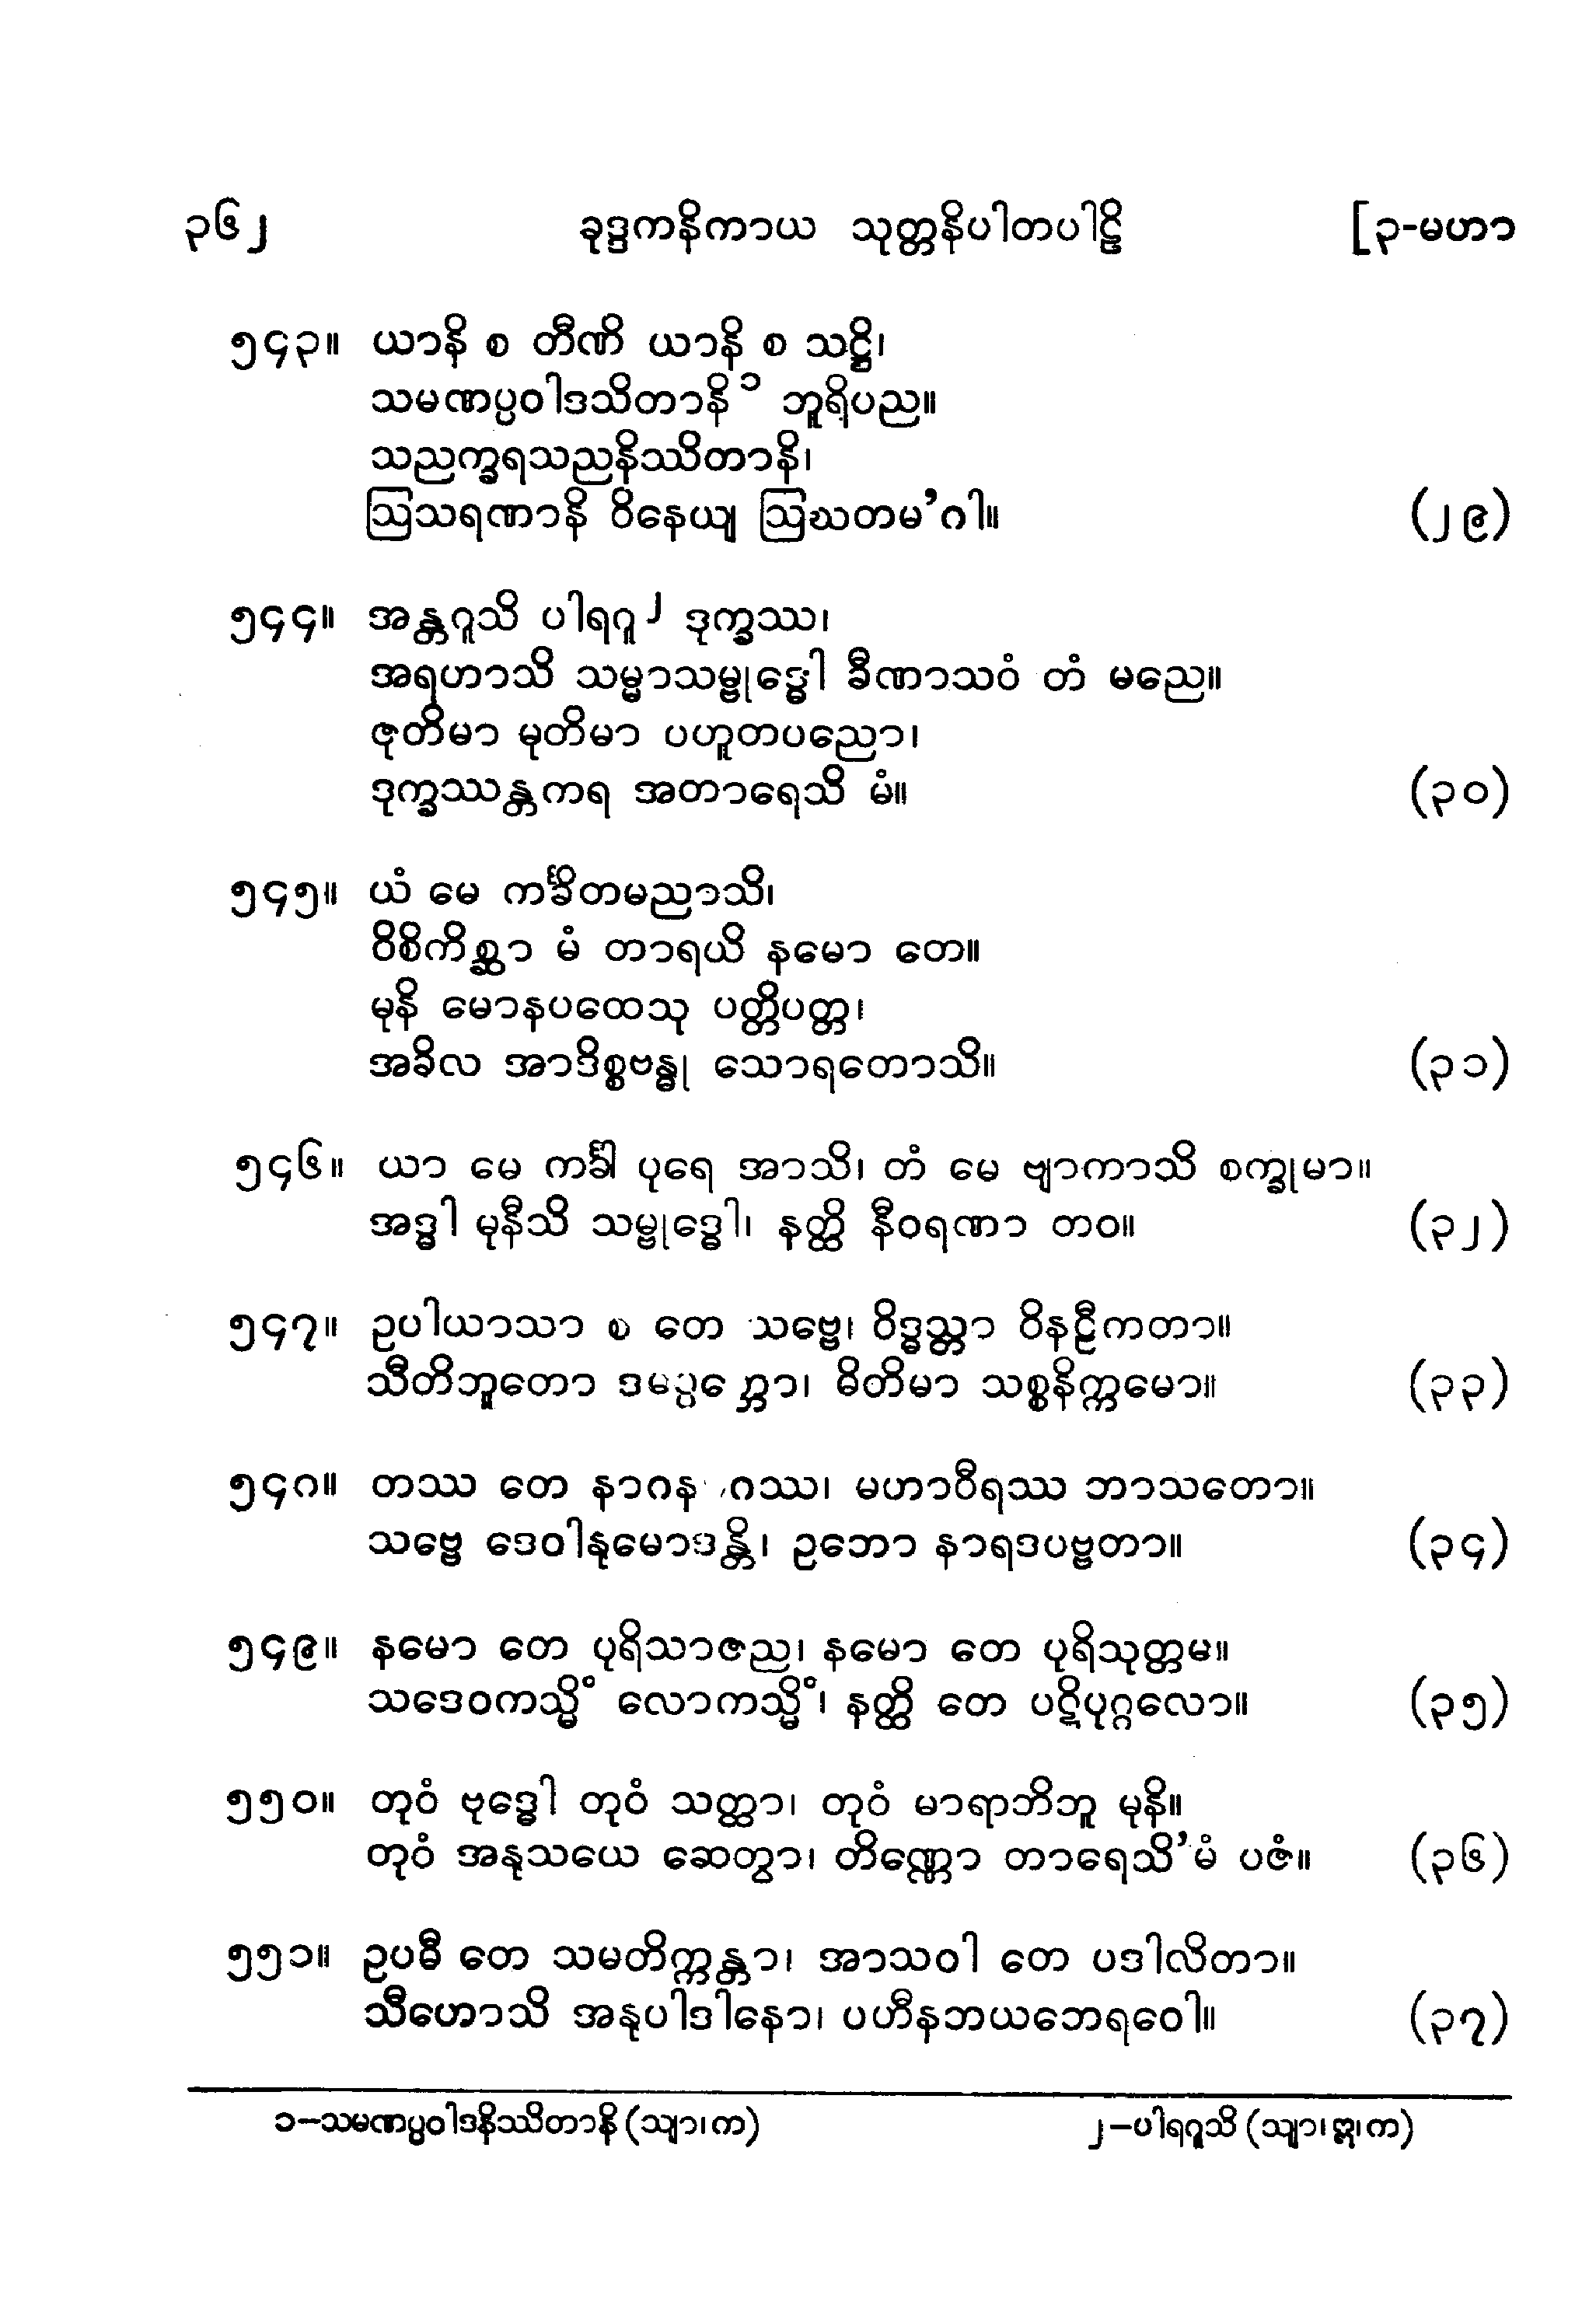 ၃၆၂ ခုဒ္ဒကနိကာယ သုတ္တနိပါတပါဠိ [၃-မဟာ
၅၄၃။ ယာနိ စ တီဏိ ယာနိ စ သဋ္ဌိ၊
သမဏပ္ပဝါဒသိတာနိ ၁ ဘူရိပည။
သညက္ခရသညနိဿိတာနိ၊
ဩသရဏာနိ ဝိနေယျ ဩဃတမ’ဂါ။ (၂၉)
၅၄၄။ အန္တဂူသိ ပါရဂူ ၂ ဒုက္ခဿ၊
အရဟာသိ သမ္မာသမ္ဗုဒ္ဓေါ ခီဏာသဝံ တံ မညေ။
ဇုတိမာ မုတိမာ ပဟူတပညော၊
ဒုက္ခဿန္တကရ အတာရေသိ မံ။ (၃၀)
၅၄၅။ ယံ မေ ကင်္ခိတမညာသိ၊
ဝိစိကိစ္ဆာ မံ တာရယိ နမော တေ။
မုနိ မောနပထေသု ပတ္တိပတ္တ၊
အခိလ အာဒိစ္စဗန္ဓု သောရတောသိ။ (၃၁)
၅၄၆။ ယာ မေ ကင်္ခါ ပုရေ အာသိ၊ တံ မေ ဗျာကာသိ စက္ခုမာ။
အဒ္ဓါ မုနီသိ သမ္ဗုဒ္ဓေါ၊ နတ္ထိ နီဝရဏာ တဝ။ (၃၂)
၅၄၇။ ဥပါယာသာ စ တေ သဗ္ဗေ၊ ဝိဒ္ဓသ္တာ ဝိနဠီကတာ။
သီတိဘူတော ဒမပ္ပတ္တော၊ ဓိတိမာ သစ္စနိက္ကမော။ (၃၃)
၅၄၈။ တဿ တေ နာဂနာဂဿ၊ မဟာဝီရဿ ဘာသတော။
သဗ္ဗေ ဒေဝါနုမောဒန္တိ၊ ဥဘော နာရဒပဗ္ဗတာ။ (၃၄)
၅၄၉။ နမော တေ ပုရိသာဇည၊ နမော တေ ပုရိသုတ္တမ။
သဒေဝကသ္မိံ လောကသ္မိံ၊ နတ္ထိ တေ ပဋိပုဂ္ဂလော။ (၃၅)
၅၅၀။ တုဝံ ဗုဒ္ဓေါ တုဝံ သတ္ထာ၊ တုဝံ မာရာဘိဘူ မုနိ။
တုဝံ အနုသယေ ဆေတွာ၊ တိဏ္ဏော တာရေသိ’မံ ပဇံ။ (၃၆)
၅၅၁။ ဥပဓီ တေ သမတိက္ကန္တာ၊ အာသဝါ တေ ပဒါလိတာ။
သီဟောသိ အနုပါဒါနော၊ ပဟီနဘယဘေရဝေါ။ (၃၇)
၁–သမဏပ္ပဝါဒနိဿိတာနိ (သျာ၊က) ၂–ပါရဂူသိ (သျာ၊ဣ၊က)